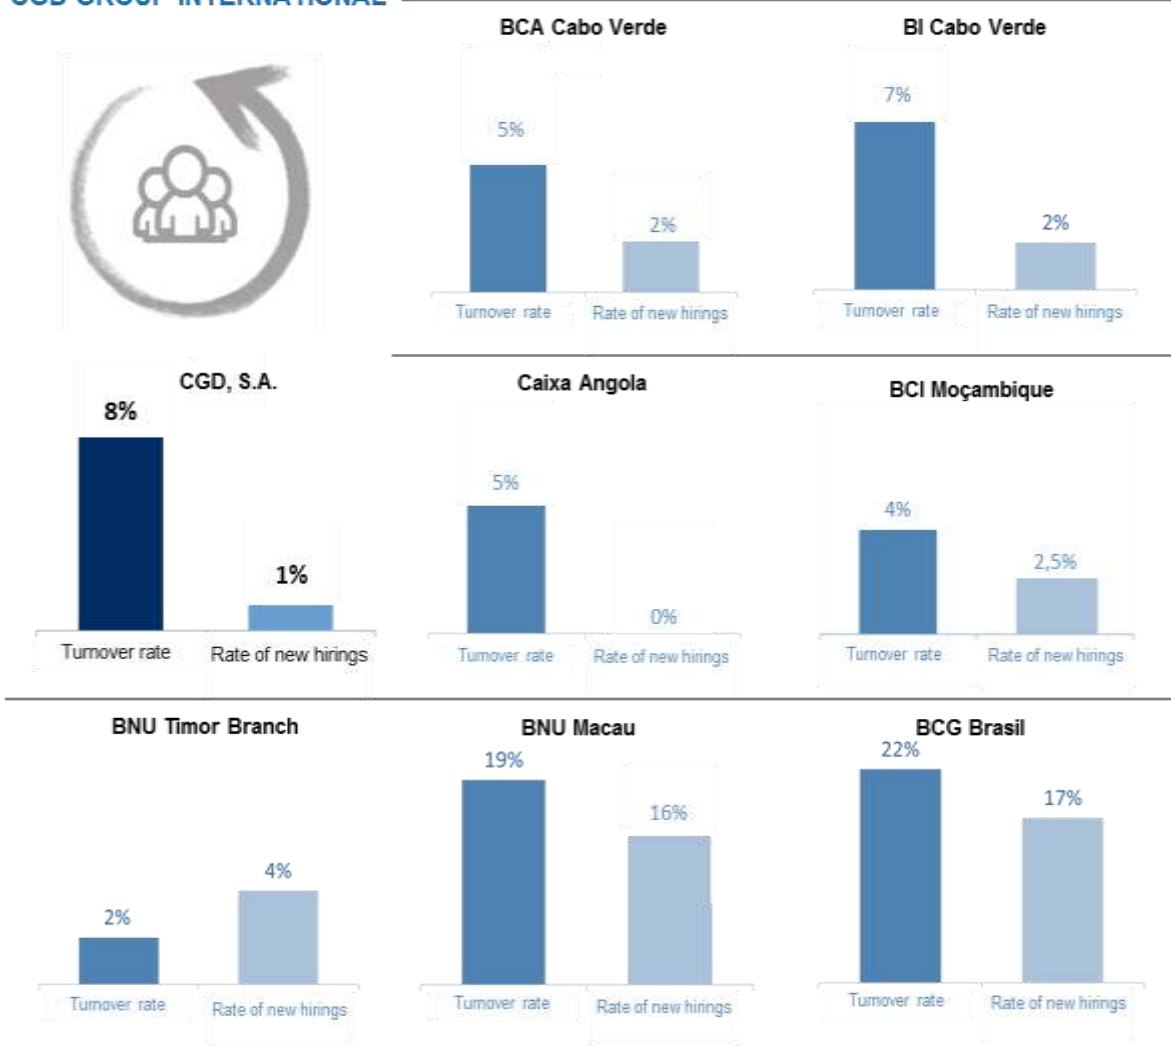 CGD GROUP INTERNATIONAL
BCA Cabo Verde
5%
2%
Turnover rate
Rate of new hirings
BI Cabo Verde
7%
2%
Turnover rate
Rate of new hirings
CGD, S.A.
8%
1%
Turnover rate
Rate of new hirings
Caixa Angola
5%
0%
Turnover rate
Rate of new hirings
BCI Moçambique
4%
2,5%
Turnover rate
Rate of new hirings
BNU Timor Branch
2%
4%
Turnover rate
Rate of new hirings
BNU Macau
19%
16%
Turnover rate
Rate of new hirings
BCG Brasil
22%
17%
Turnover rate
Rate of new hirings